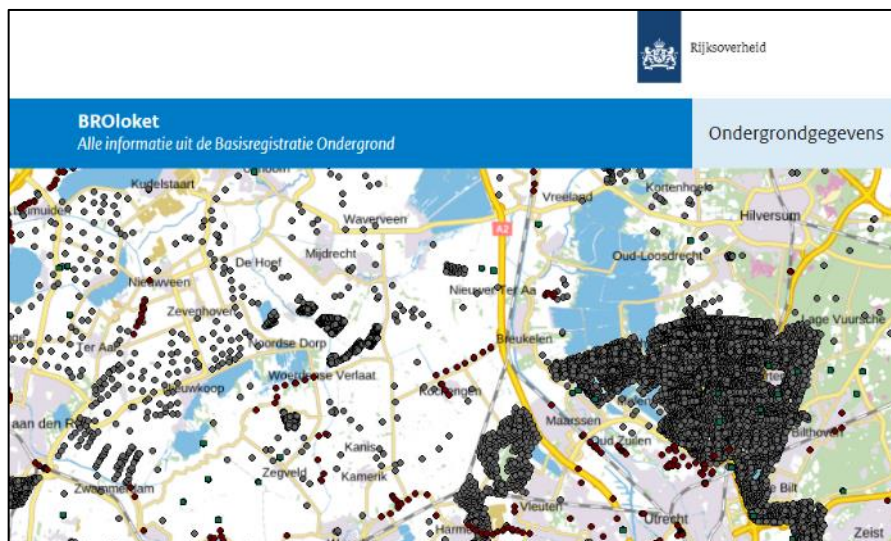 Rijksoverheid
BROloket
Alle informatie uit de Basisregistratie Ondergrond
Ondergrondgegevens
Kudelstaart
Vreeland
Kortenhoef
Waverveen
A2
Hilversum
De Hoef
Mijdrecht
Oud-Loosdrecht
Nieuwveen
Nieuwer Ter Aa
Zevenhoven
Lage Vuursche
Ter Aar
Noordse Dorp
Breukelen
Woerdense Verlaat
Nieuwkoop
Kockengen
aan den
Maarssen
Bilthoven
Kanis
Oud Zuilen
Zegveld
Kamerik
Zwammerdam
De Bilt
Vleuten
Utrecht
Zeist